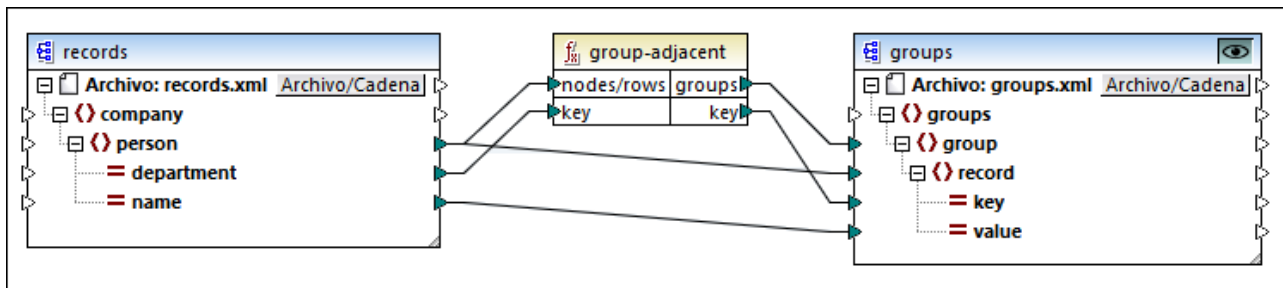 records
Archivo: records.xml Archivo/Cadena
company
person
department
name
group-adjacent
nodes/rows groups
key key
groups
Archivo: groups.xml Archivo/Cadena
groups
group
record
key
value